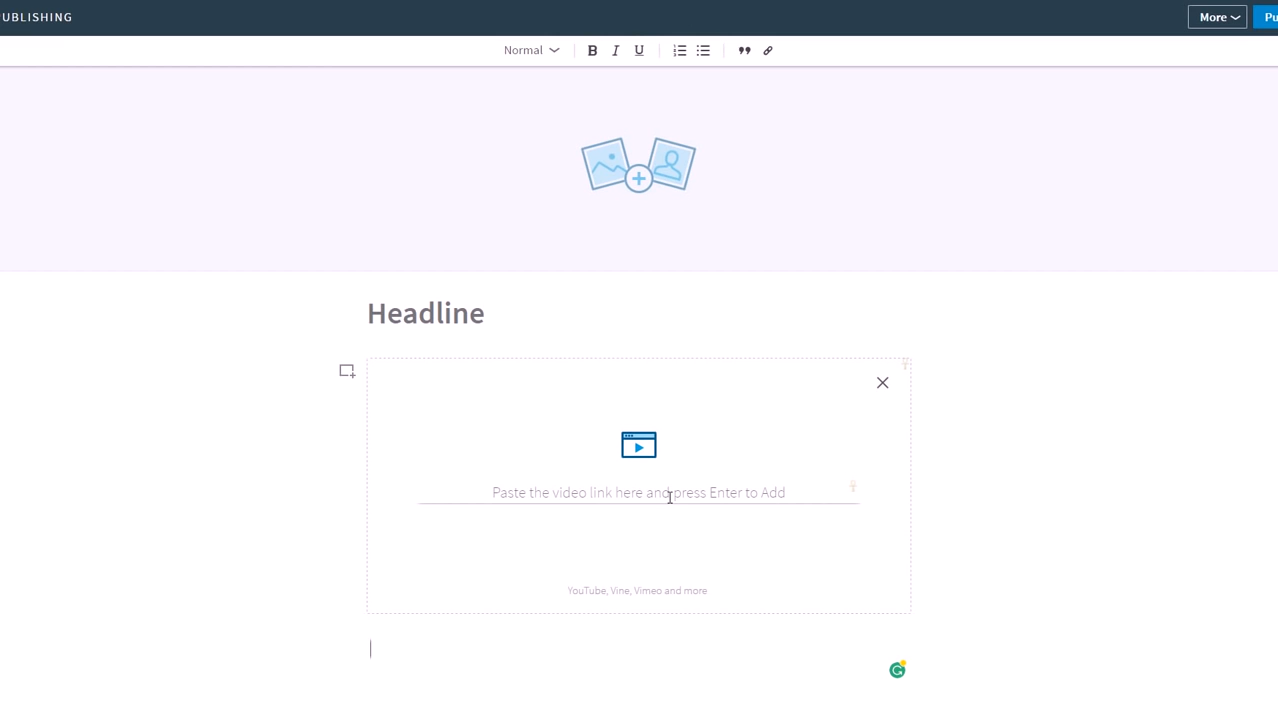 PUBLISHING
More
Pu
Normal
B I U
Headline
Paste the video link here and press Enter to Add
YouTube, Vine, Vimeo and more